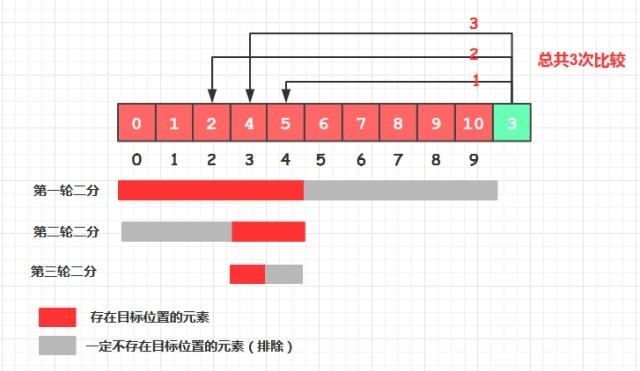 3
2
总共3次比较
1
0 1 2 4 5 6 7 8 9 10 3
0 1 2 3 4 5 6 7 8 9
第一轮二分
第二轮二分
第三轮二分
存在目标位置的元素
一定不存在目标位置的元素（排除）